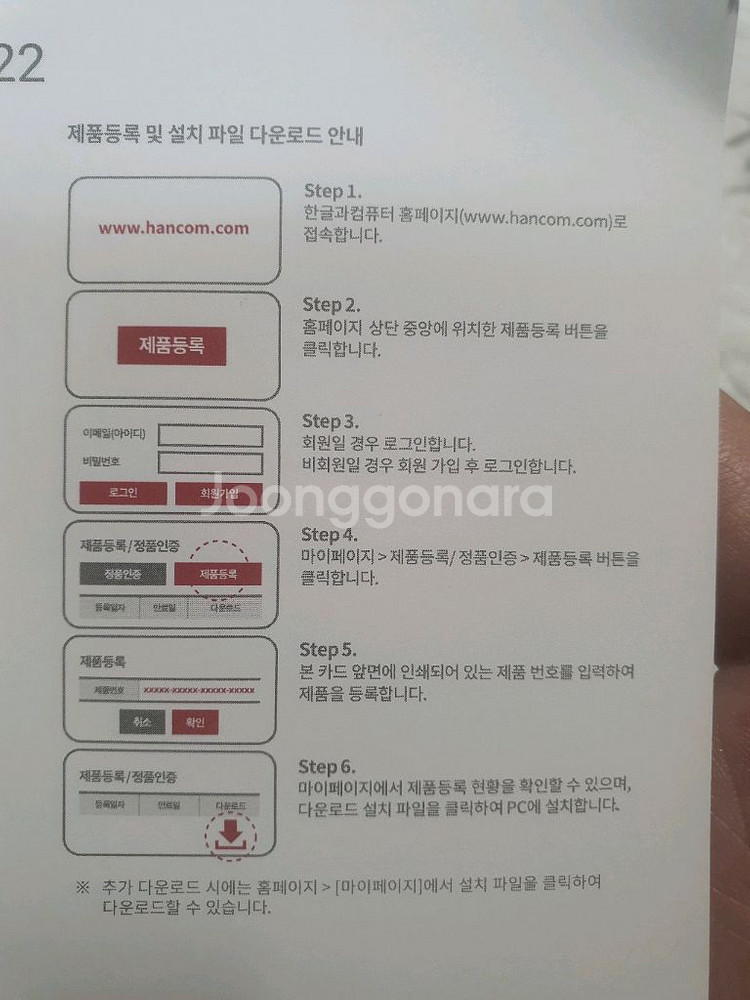 22
제품등록 및 설치 파일 다운로드 안내
www.hancom.com
Step 1.
한글과컴퓨터 홈페이지(www.hancom.com)로
접속합니다.
제품등록
Step 2.
홈페이지 상단 중앙에 위치한 제품등록 버튼을
클릭합니다.
이메일(아이디)
비밀번호
로그인 회원가입
Step 3.
회원일 경우 로그인합니다.
비회원일 경우 회원 가입 후 로그인합니다.
Joonggonara
제품등록/정품인증
정품인증 제품등록
등록일자 만료일 다운로드
Step 4.
마이페이지 > 제품등록/정품인증 > 제품등록 버튼을
클릭합니다.
제품등록
제품번호 xxxxx-xxxxx-xxxxx-xxxxx
취소 확인
Step 5.
본 카드 앞면에 인쇄되어 있는 제품 번호를 입력하여
제품을 등록합니다.
제품등록/정품인증
등록일자 만료일 다운로드
Step 6.
마이페이지에서 제품등록 현황을 확인할 수 있으며,
다운로드 설치 파일을 클릭하여 PC에 설치합니다.
※ 추가 다운로드 시에는 홈페이지 > [마이페이지]에서 설치 파일을 클릭하여
다운로드할 수 있습니다.